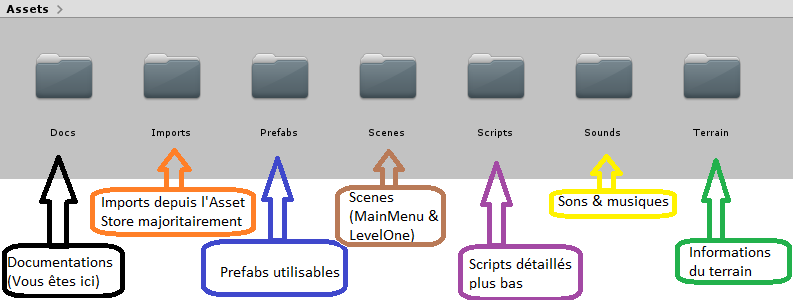 Assets
Docs
Imports
Prefabs
Scenes
Scripts
Sounds
Terrain
Documentations
(Vous êtes ici)
Imports depuis l'Asset
Store majoritairement
Prefabs utilisables
Scenes
(MainMenu &
LevelOne)
Scripts détaillés
plus bas
Sons & musiques
Informations
du terrain